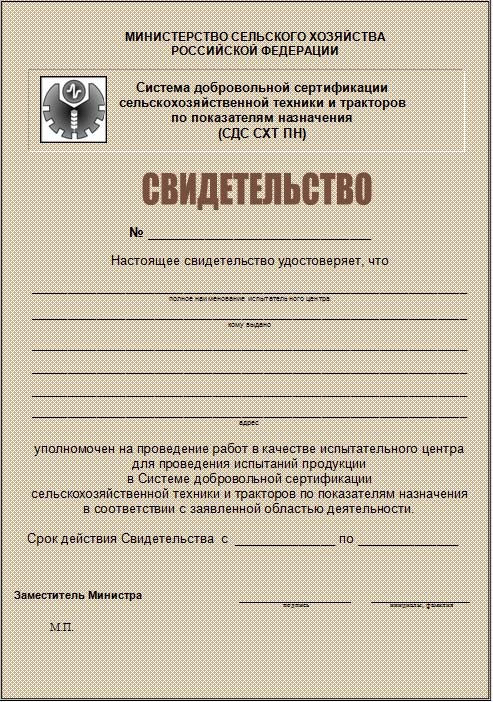 МИНИСТЕРСТВО СЕЛЬСКОГО ХОЗЯЙСТВА
РОССИЙСКОЙ ФЕДЕРАЦИИ
Система добровольной сертификации
сельскохозяйственной техники и тракторов
по показателям назначения
(СДС СХТ ПН)
СВИДЕТЕЛЬСТВО
№ ______________________________
Настоящее свидетельство удостоверяет, что
полное наименование испытательного центра
кому выдано
адрес
уполномочен на проведение работ в качестве испытательного центра
для проведения испытаний продукции
в Системе добровольной сертификации
сельскохозяйственной техники и тракторов по показателям назначения
в соответствии с заявленной областью деятельности.
Срок действия Свидетельства с ______________ по ______________
Заместитель Министра
подпись
инициалы, фамилия
М.П.